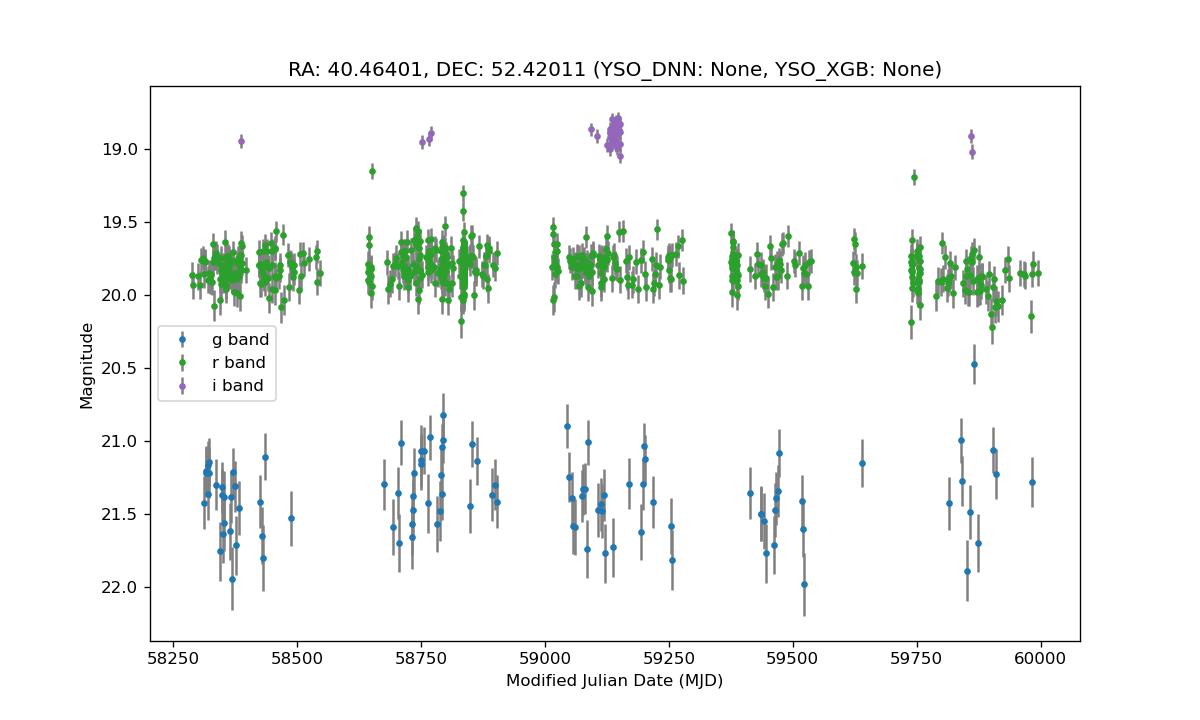 RA: 40.46401, DEC: 52.42011 (YSO_DNN: None, YSO_XGB: None)
19.0
19.5
20.0
20.5
21.0
21.5
22.0
Magnitude
g band
r band
i band
58250 58500 58750 59000 59250 59500 59750 60000
Modified Julian Date (MJD)